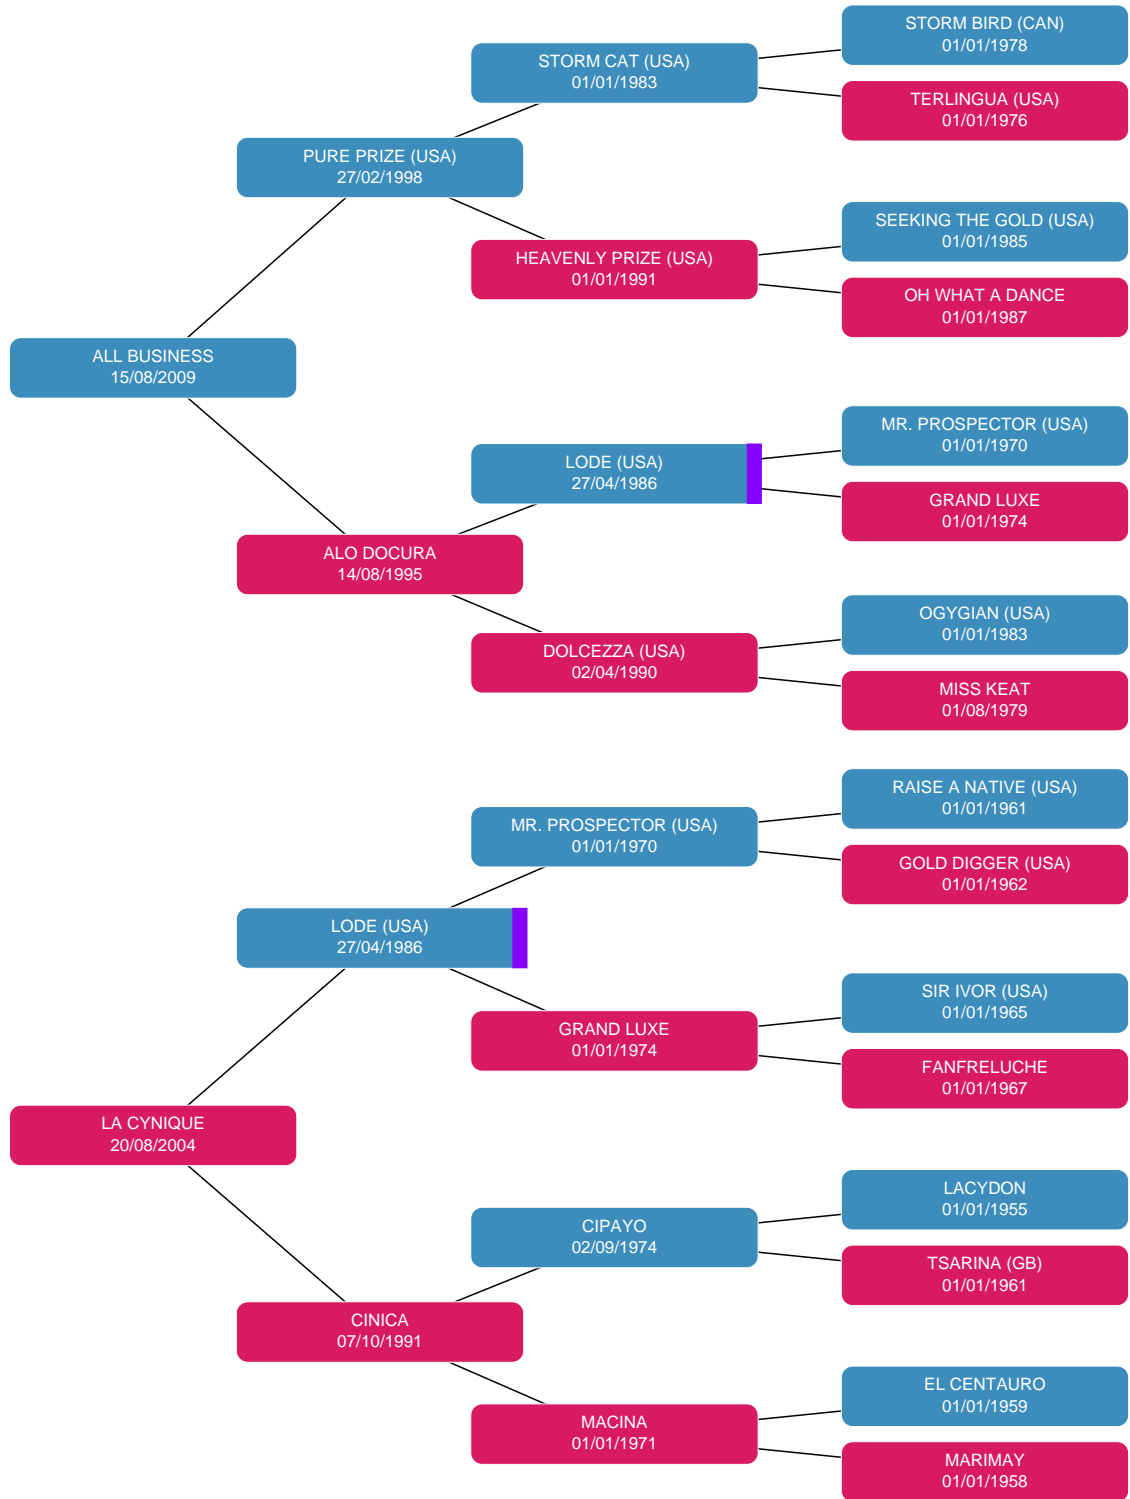 STORM BIRD (CAN)
01/01/1978
STORM CAT (USA)
01/01/1983
TERLINGUA (USA)
01/01/1976
PURE PRIZE (USA)
27/02/1998
SEEKING THE GOLD (USA)
01/01/1985
HEAVENLY PRIZE (USA)
01/01/1991
OH WHAT A DANCE
01/01/1987
ALL BUSINESS
15/08/2009
MR. PROSPECTOR (USA)
01/01/1970
LODE (USA)
27/04/1986
GRAND LUXE
01/01/1974
ALO DOCURA
14/08/1995
OGYGIAN (USA)
01/01/1983
DOLCEZZA (USA)
02/04/1990
MISS KEAT
01/08/1979
RAISE A NATIVE (USA)
01/01/1961
MR. PROSPECTOR (USA)
01/01/1970
GOLD DIGGER (USA)
01/01/1962
LODE (USA)
27/04/1986
SIR IVOR (USA)
01/01/1965
GRAND LUXE
01/01/1974
FANFRELUCHE
01/01/1967
LA CYNIQUE
20/08/2004
LACYDON
01/01/1955
CIPAYO
02/09/1974
TSARINA (GB)
01/01/1961
CINICA
07/10/1991
EL CENTAURO
01/01/1959
MACINA
01/01/1971
MARIMAY
01/01/1958